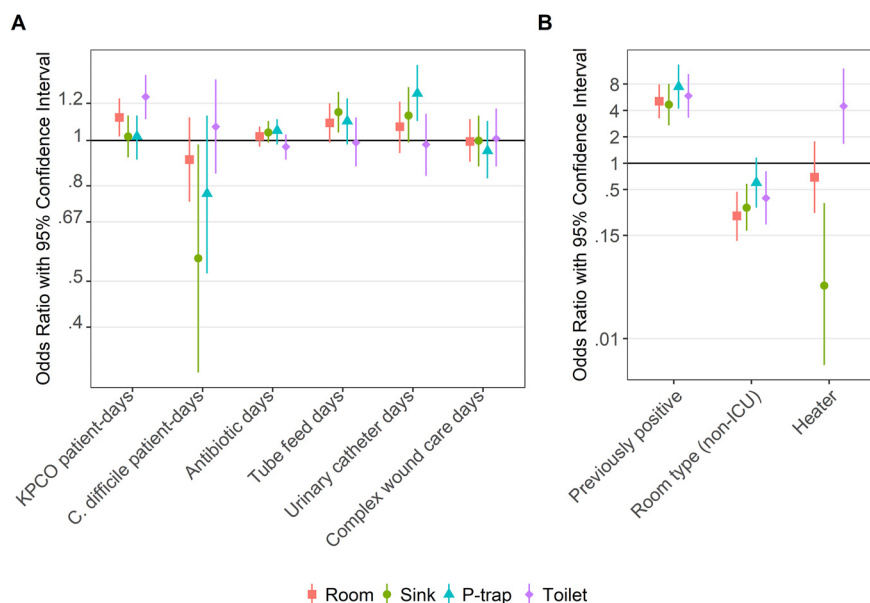 A
Odds Ratio with 95% Confidence Interval
1.2
1
.8
.67
.5
.4
KPCO patient-days
C. difficile patient-days
Antibiotic days
Tube feed days
Urinary catheter days
Complex wound care days
B
Odds Ratio with 95% Confidence Interval
8
4
2
1
0.5
0.15
.01
Previously positive
Room type (non-ICU)
Heater
Room Sink P-trap Toilet